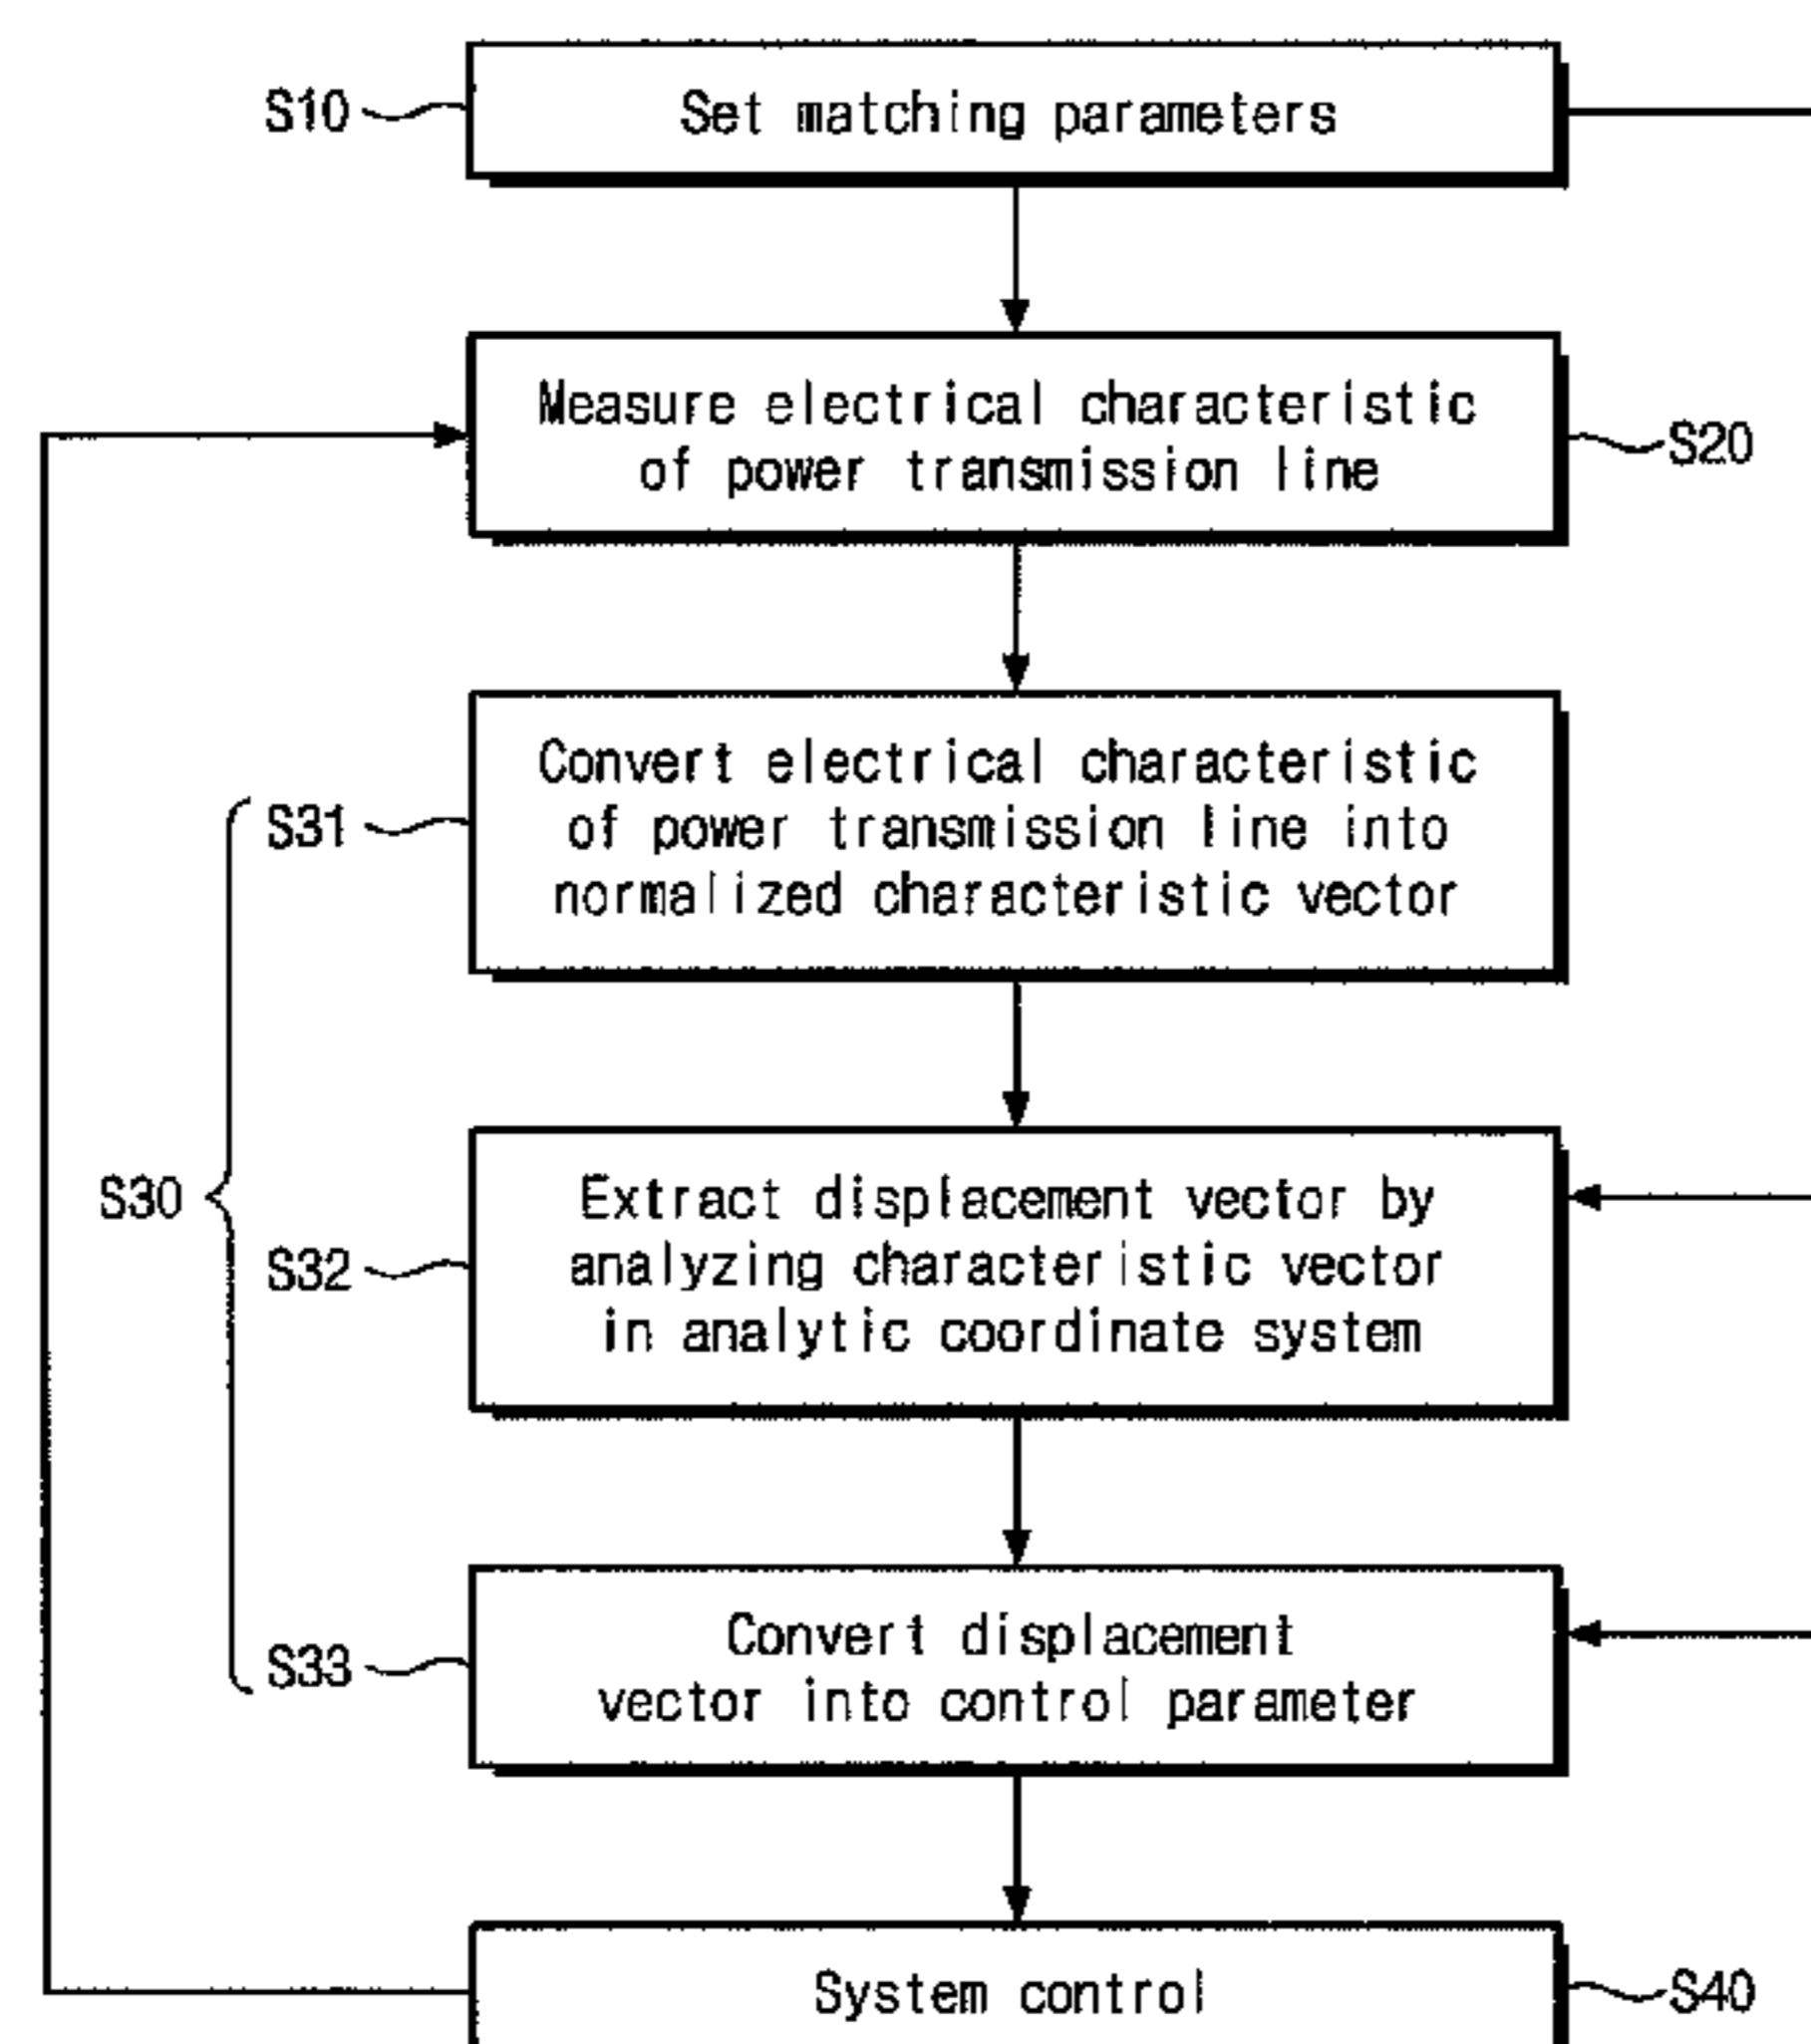 S10
Set matching parameters
Measure electrical characteristic
of power transmission line
S20
Convert electrical characteristic
of power transmission line into
normalized characteristic vector
S31
S30
Extract displacement vector by
analyzing characteristic vector
in analytic coordinate system
S32
Convert displacement
vector into control parameter
S33
System control
S40